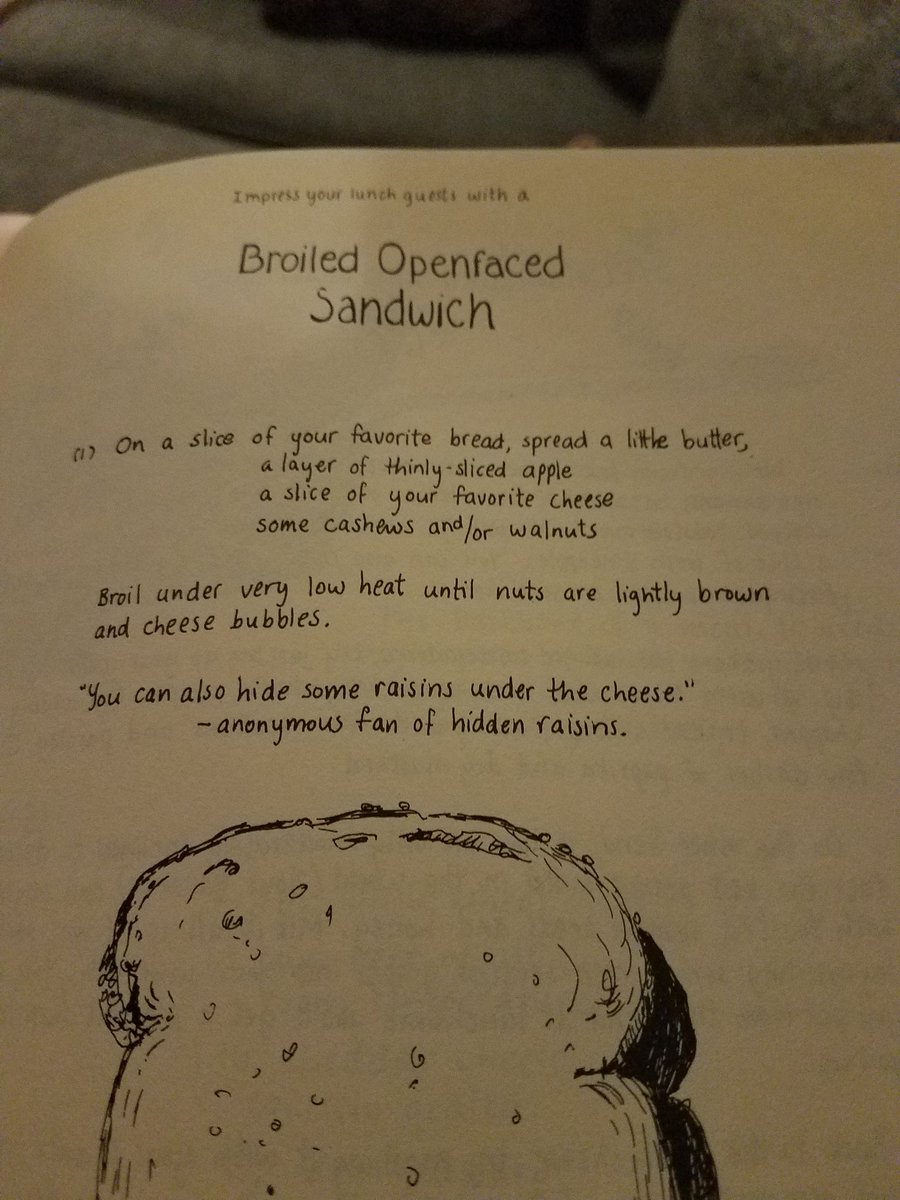 Impress your lunch guests with a
Broiled Openfaced
Sandwich
(1) On a slice of your favorite bread, spread a little butter,
a layer of thinly-sliced apple
a slice of your favorite cheese
some cashews and/or walnuts
Broil under very low heat until nuts are lightly brown
and cheese bubbles.
"You can also hide some raisins under the cheese."
~anonymous fan of hidden raisins.